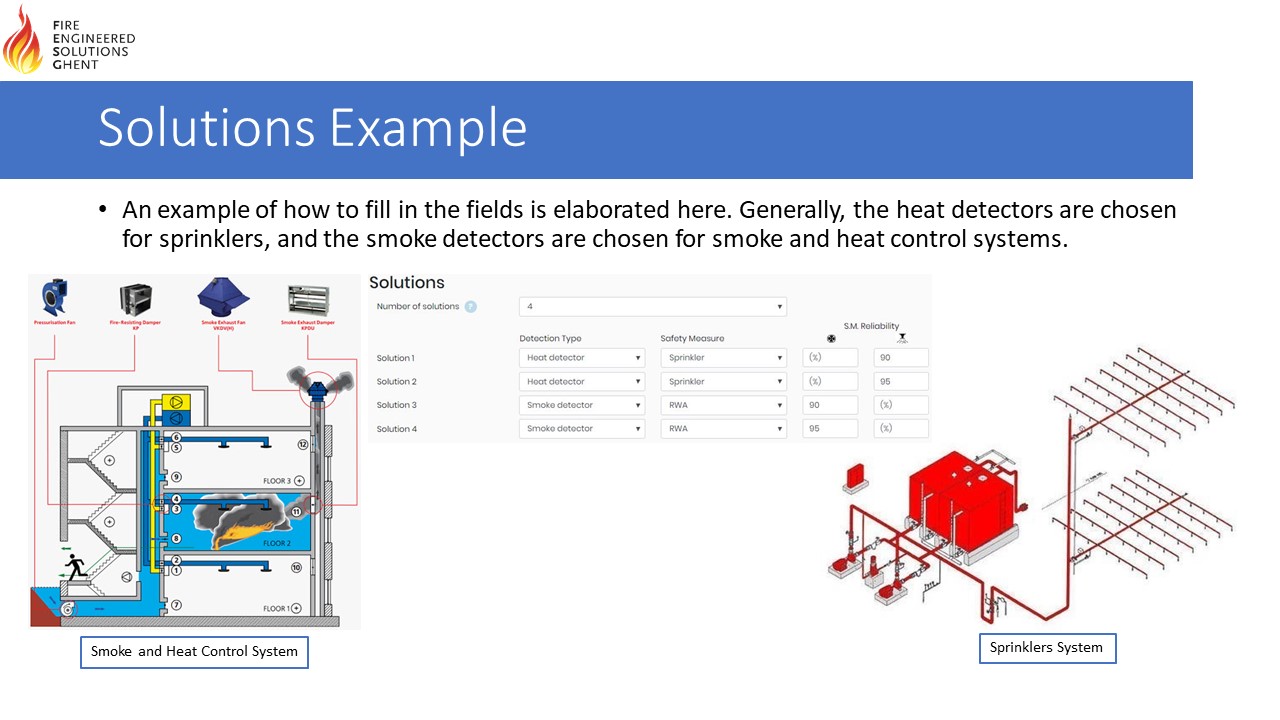 FIRE
ENGINEERED
SOLUTIONS
GHENT
Solutions Example
• An example of how to fill in the fields is elaborated here. Generally, the heat detectors are chosen
for sprinklers, and the smoke detectors are chosen for smoke and heat control systems.
Pressurisation Fan
Fire-Resisting Damper
KP
Smoke Exhaust Fan
VKDV(H)
Smoke Exhaust Damper
KPDU
6
5
12
9
FLOOR 3
4
3
11
8
FLOOR 2
2
1
10
7
FLOOR 1
Smoke and Heat Control System
Solutions
Number of solutions ? 4
S.M. Reliability
Detection Type Safety Measure
Solution 1 Heat detector Sprinkler (%) 90
Solution 2 Heat detector Sprinkler (%) 95
Solution 3 Smoke detector RWA 90 (%)
Solution 4 Smoke detector RWA 95 (%)
Sprinklers System